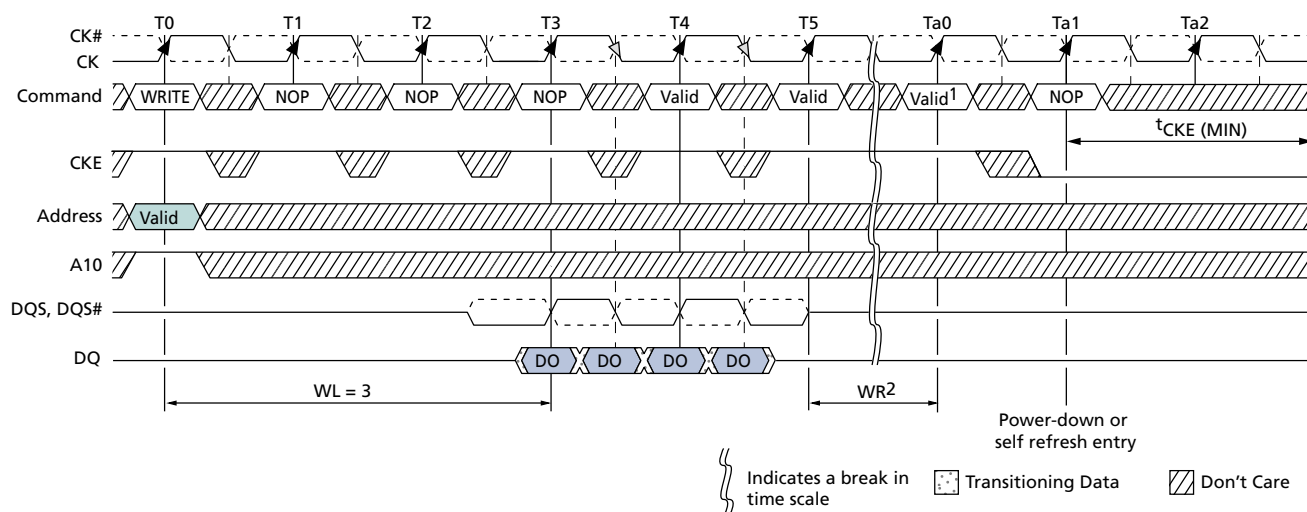 T0 T1 T2 T3 T4 T5 Ta0 Ta1 Ta2
CK#
CK
Command WRITE NOP NOP NOP Valid Valid Valid1 NOP
tCKE (MIN)
CKE
Address Valid
A10
DQS, DQS#
DQ DO DO DO DO
WL = 3 WR2
Power-down or
self refresh entry
Indicates a break in
time scale
Transitioning Data
Don't Care